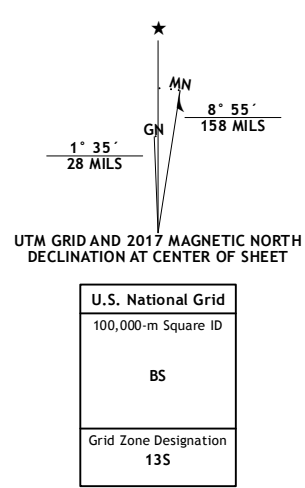 MN
GN
8° 55´
158 MILS
1° 35´
28 MILS
UTM GRID AND 2017 MAGNETIC NORTH
DECLINATION AT CENTER OF SHEET
U.S. National Grid
100,000-m Square ID
BS
Grid Zone Designation
13S